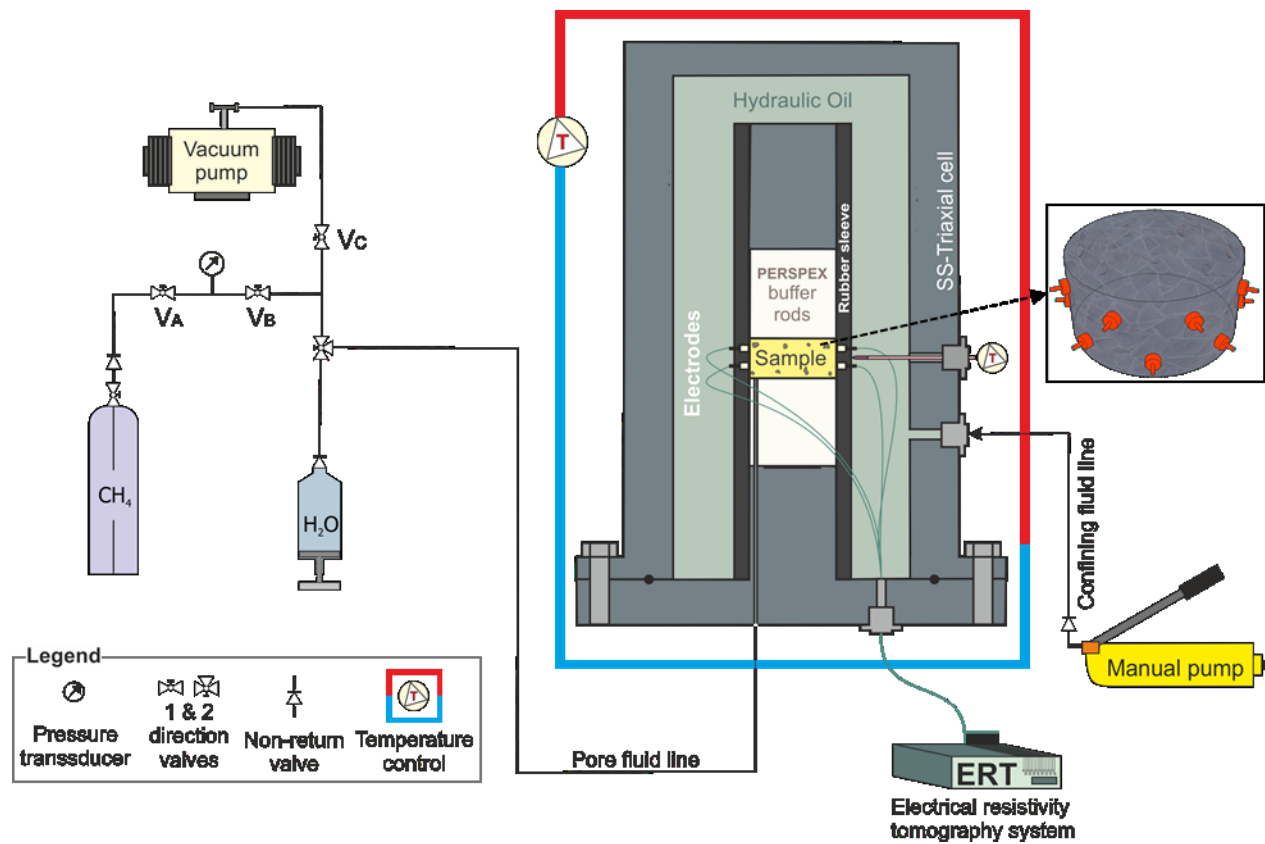 Vacuum
pump
VC
VA
VB
CH4
H2O
Hydraulic Oil
T
PERSPEX
buffer
rods
Rubber sleeve
SS-Triaxial cell
Electrodes
Sample
T
Confining fluid line
Manual pump
Pore fluid line
ERT
Electrical resistivity
tomography system
Legend
Pressure
transsducer
1 & 2
direction
valves
Non-return
valve
T
Temperature
control